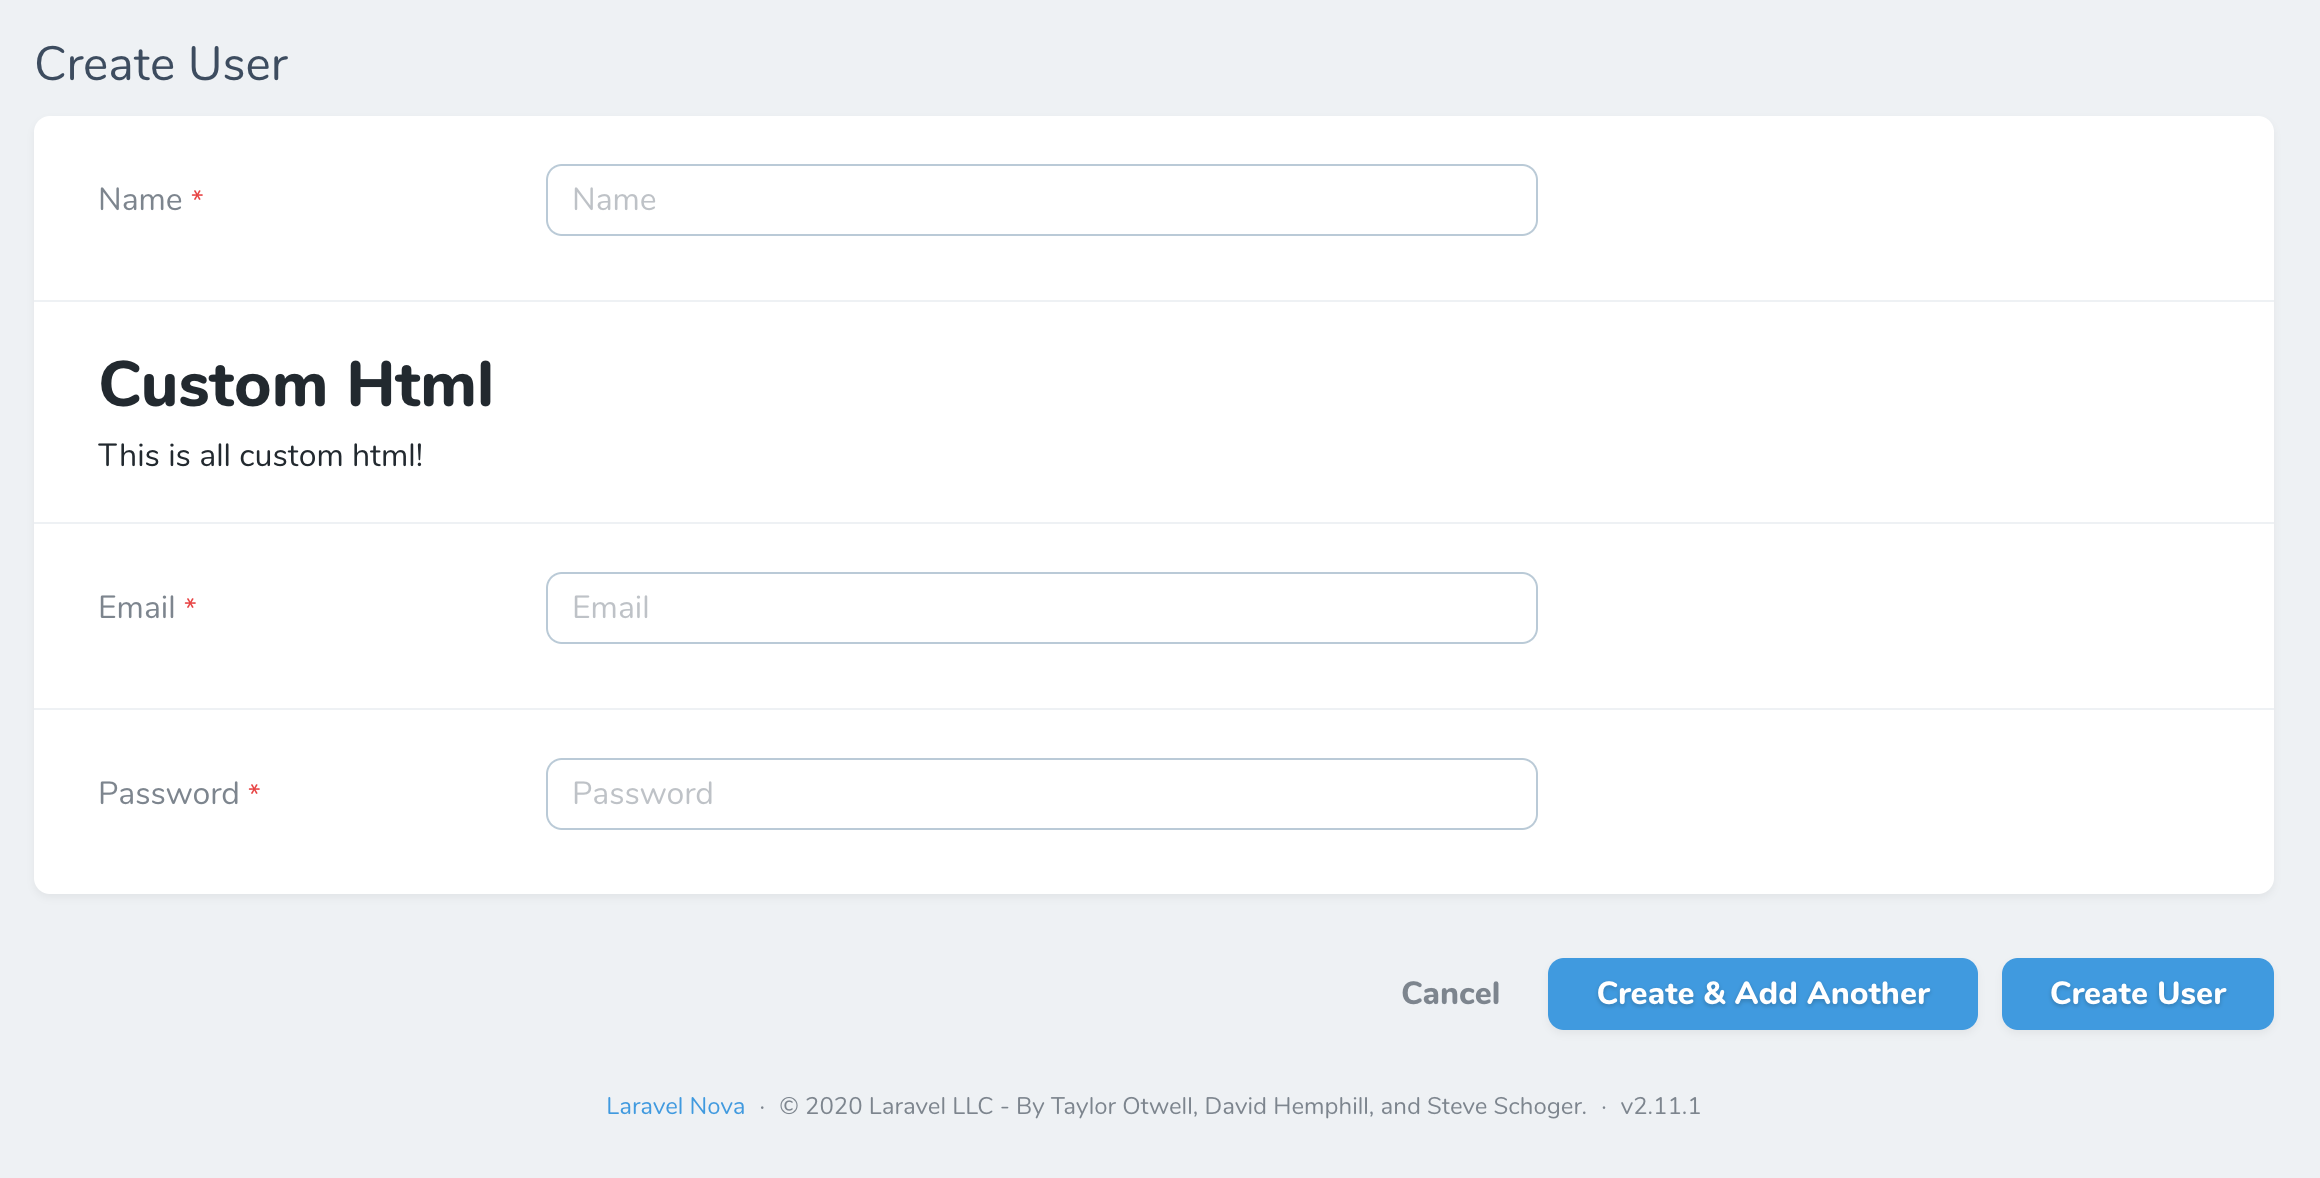 Create User
Name *
Name
Custom Html
This is all custom html!
Email *
Email
Password *
Password
Cancel
Create & Add Another
Create User
Laravel Nova · © 2020 Laravel LLC - By Taylor Otwell, David Hemphill, and Steve Schoger. · v2.11.1